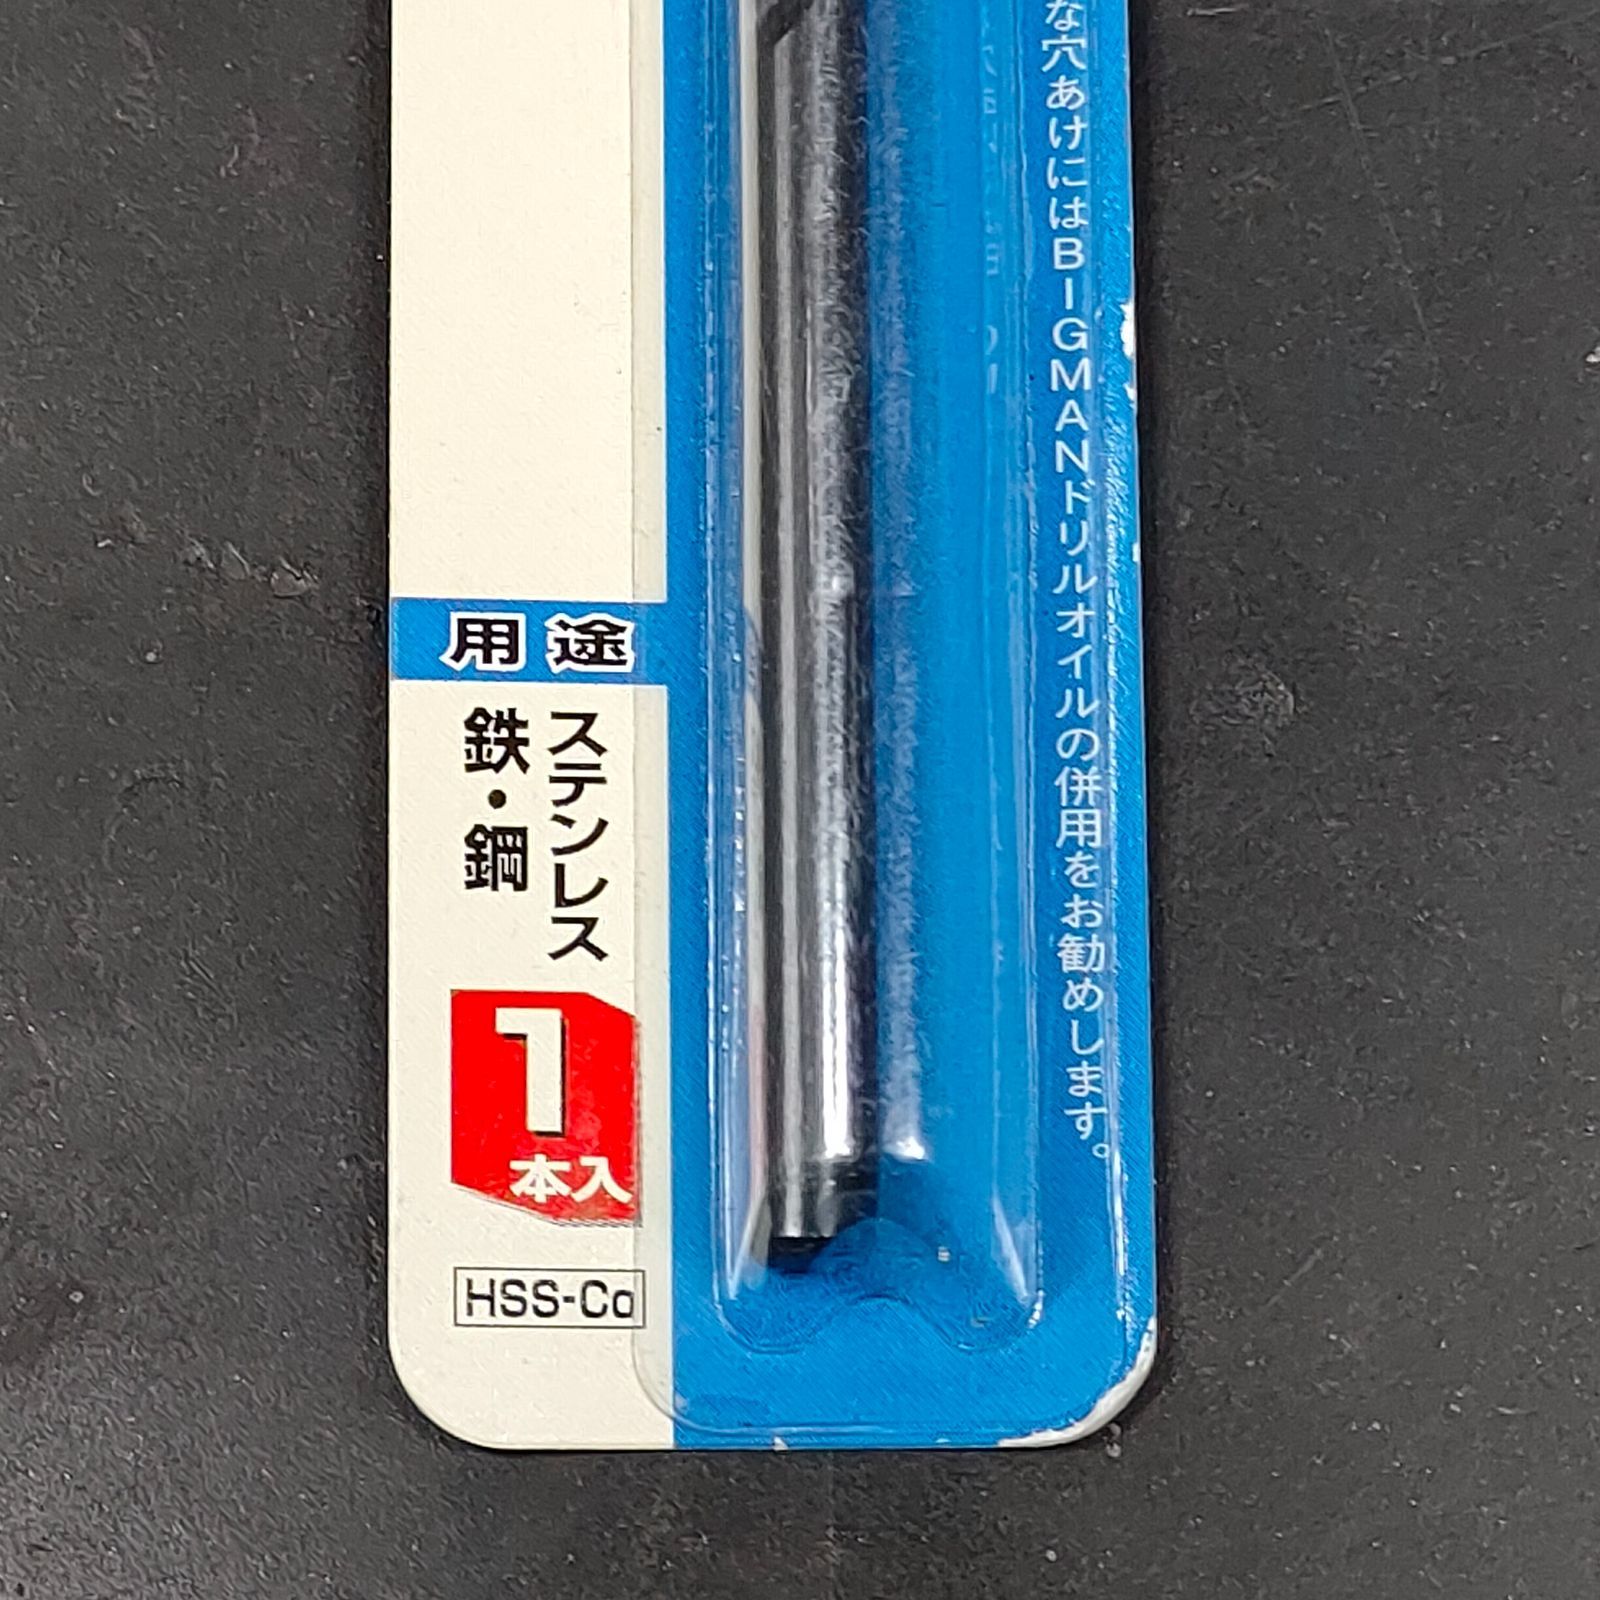 な穴あけにはBIGMANドリルオイルの併用をお勧めします。
用途
ステンレス
鉄・鋼
1
本入
HSS-Co